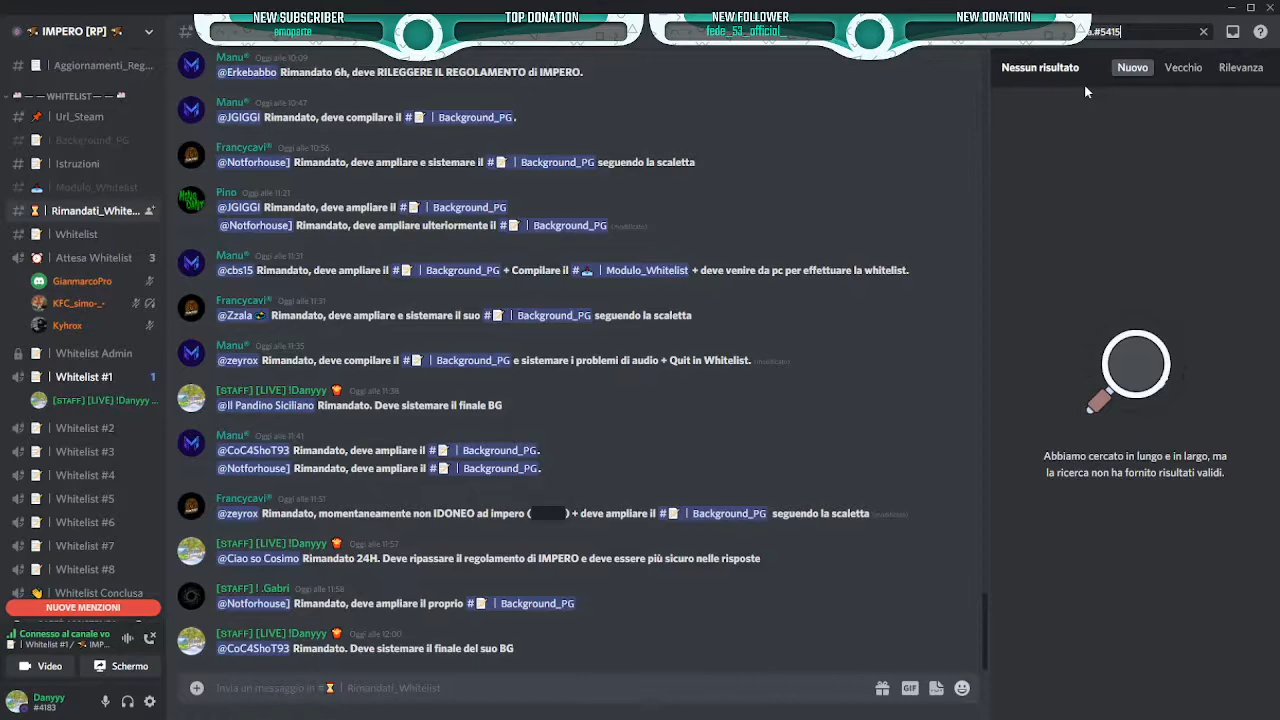 NEW SUBSCRIBER
emoparte
TOP DONATION
NEW FOLLOWER
fede_53_official_
NEW DONATION
#5415
IMPERO [RP]
Aggiornamenti_Reg...
WHITELIST
# | Url_Steam
# | Background_PG
# | Istruzioni
# | Modulo_Whitelist
# Rimandati_White...
# | Whitelist
| Attesa Whitelist 3
GianmarcoPro
KFC_simo-_-
Kyhrox
| Whitelist Admin
| Whitelist #1 1
[STAFF] [LIVE] !Danyyy ...
| Whitelist #2
| Whitelist #3
| Whitelist #4
| Whitelist #5
| Whitelist #6
| Whitelist #7
| Whitelist #8
| Whitelist Conclusa
NUOVE MENZIONI
Connesso al canale vo
| Whitelist #1 / IMP...
Video Schermo
Danyyy
#4183
Manu® Oggi alle 10:09
@Erkebabbo Rimandato 6h, deve RILEGGERE IL REGOLAMENTO di IMPERO.
Manu® Oggi alle 10:47
@JGIGGI Rimandato, deve compilare il # | Background_PG.
Francycavi® Oggi alle 10:56
@Notforhouse] Rimandato, deve ampliare e sistemare il # | Background_PG seguendo la scaletta
Pino Oggi alle 11:21
@JGIGGI Rimandato, deve ampliare il # | Background_PG
@Notforhouse] Rimandato, deve ampliare ulteriormente il # | Background_PG (modificato)
Manu® Oggi alle 11:31
@cbs15 Rimandato, deve ampliare il # | Background_PG + Compilare il # | Modulo_Whitelist + deve venire da pc per effettuare la whitelist.
Francycavi® Oggi alle 11:31
@Zzala Rimandato, deve ampliare e sistemare il suo # | Background_PG seguendo la scaletta
Manu® Oggi alle 11:35
@zeyrox Rimandato, deve compilare il # | Background_PG e sistemare i problemi di audio + Quit in Whitelist. (modificato)
[STAFF] [LIVE] !Danyyy Oggi alle 11:38
@Il Pandino Siciliano Rimandato. Deve sistemare il finale BG
Manu® Oggi alle 11:41
@CoC4ShoT93 Rimandato, deve ampliare il # | Background_PG.
@Notforhouse] Rimandato, deve ampliare il # | Background_PG.
Francycavi® Oggi alle 11:51
@zeyrox Rimandato, momentaneamente non IDONEO ad impero ( ) + deve ampliare il # | Background_PG seguendo la scaletta (modificato)
[STAFF] [LIVE] !Danyyy Oggi alle 11:57
@Ciao so Cosimo Rimandato 24H. Deve ripassare il regolamento di IMPERO e deve essere più sicuro nelle risposte
[STAFF] ! .Gabri Oggi alle 11:58
@Notforhouse] Rimandato, deve ampliare il proprio # | Background_PG
[STAFF] [LIVE] !Danyyy Oggi alle 12:00
@CoC4ShoT93 Rimandato. Deve sistemare il finale del suo BG
Invia un messaggio in # | Rimandati_Whitelist
GIF
Nessun risultato Nuovo Vecchio Rilevanza
Abbiamo cercato in lungo e in largo, ma
la ricerca non ha fornito risultati validi.